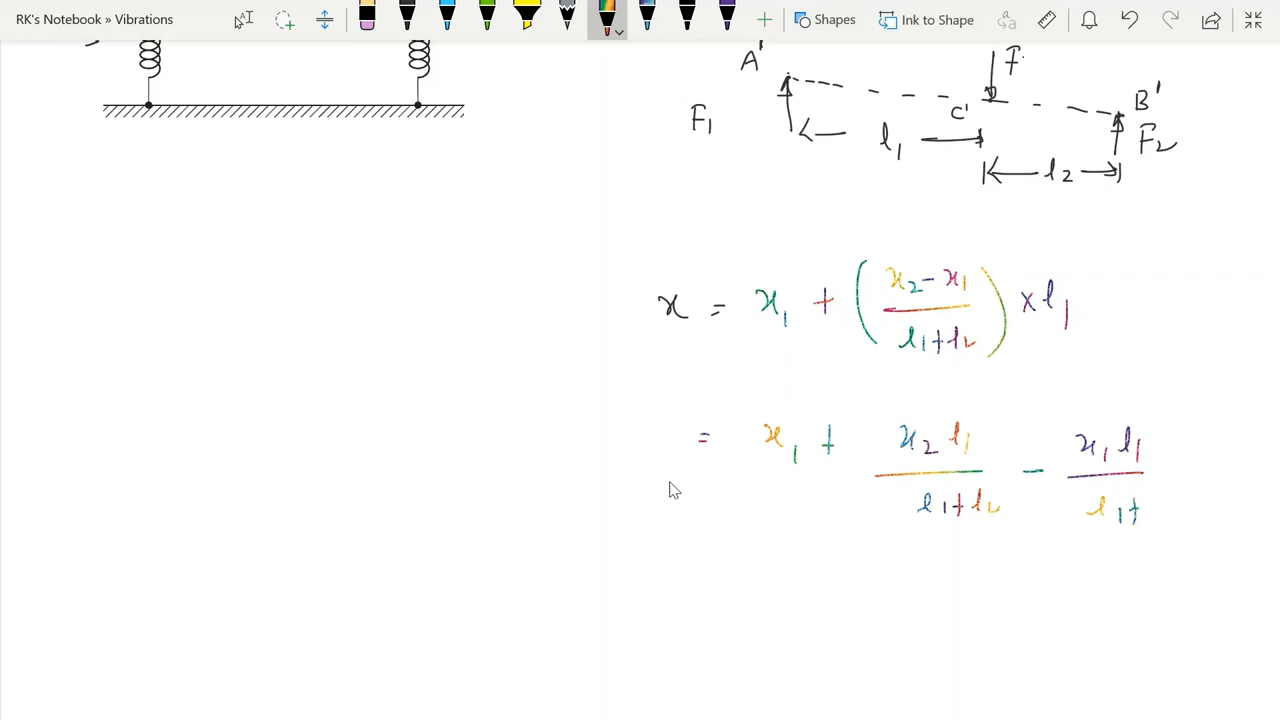 RK's Notebook » Vibrations
Shapes
Ink to Shape
A'
F
C'
B'
F₁
l₁
F₂
l₂
x = x₁ + ( (x₂-x₁) / (l₁+l₂) ) × l₁
= x₁ + x₂ l₁ / l₁+l₂ - x₁ l₁ / l₁+